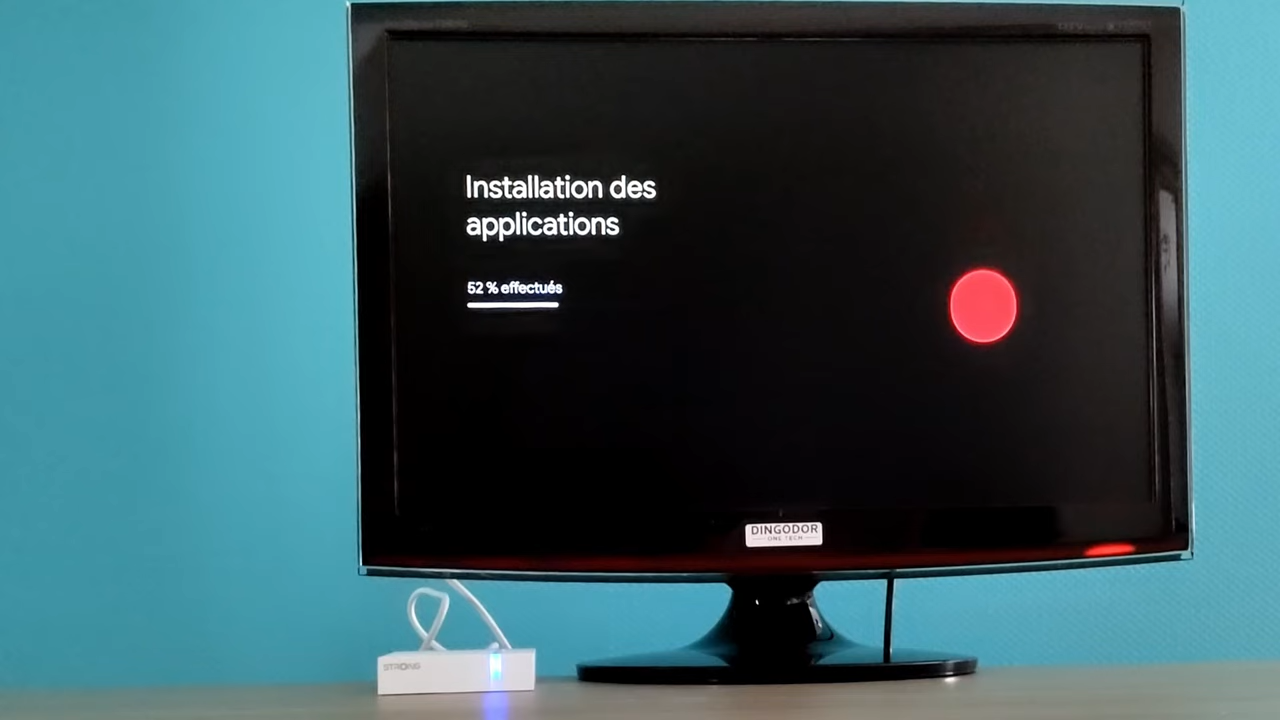 Installation des
applications
52 % effectués
DINGODOR
ONE TECH
STRONG